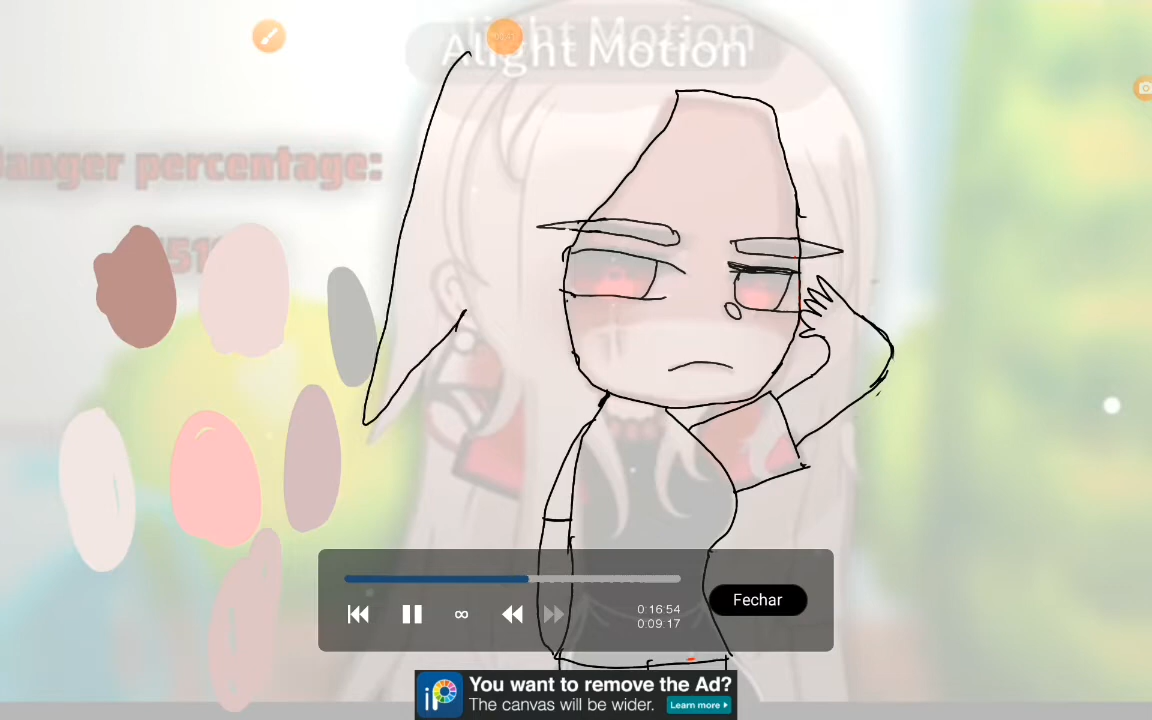 Alight Motion
danger percentage:
51
0:16:54
0:09:17
Fechar
You want to remove the Ad?
The canvas will be wider.
Learn more